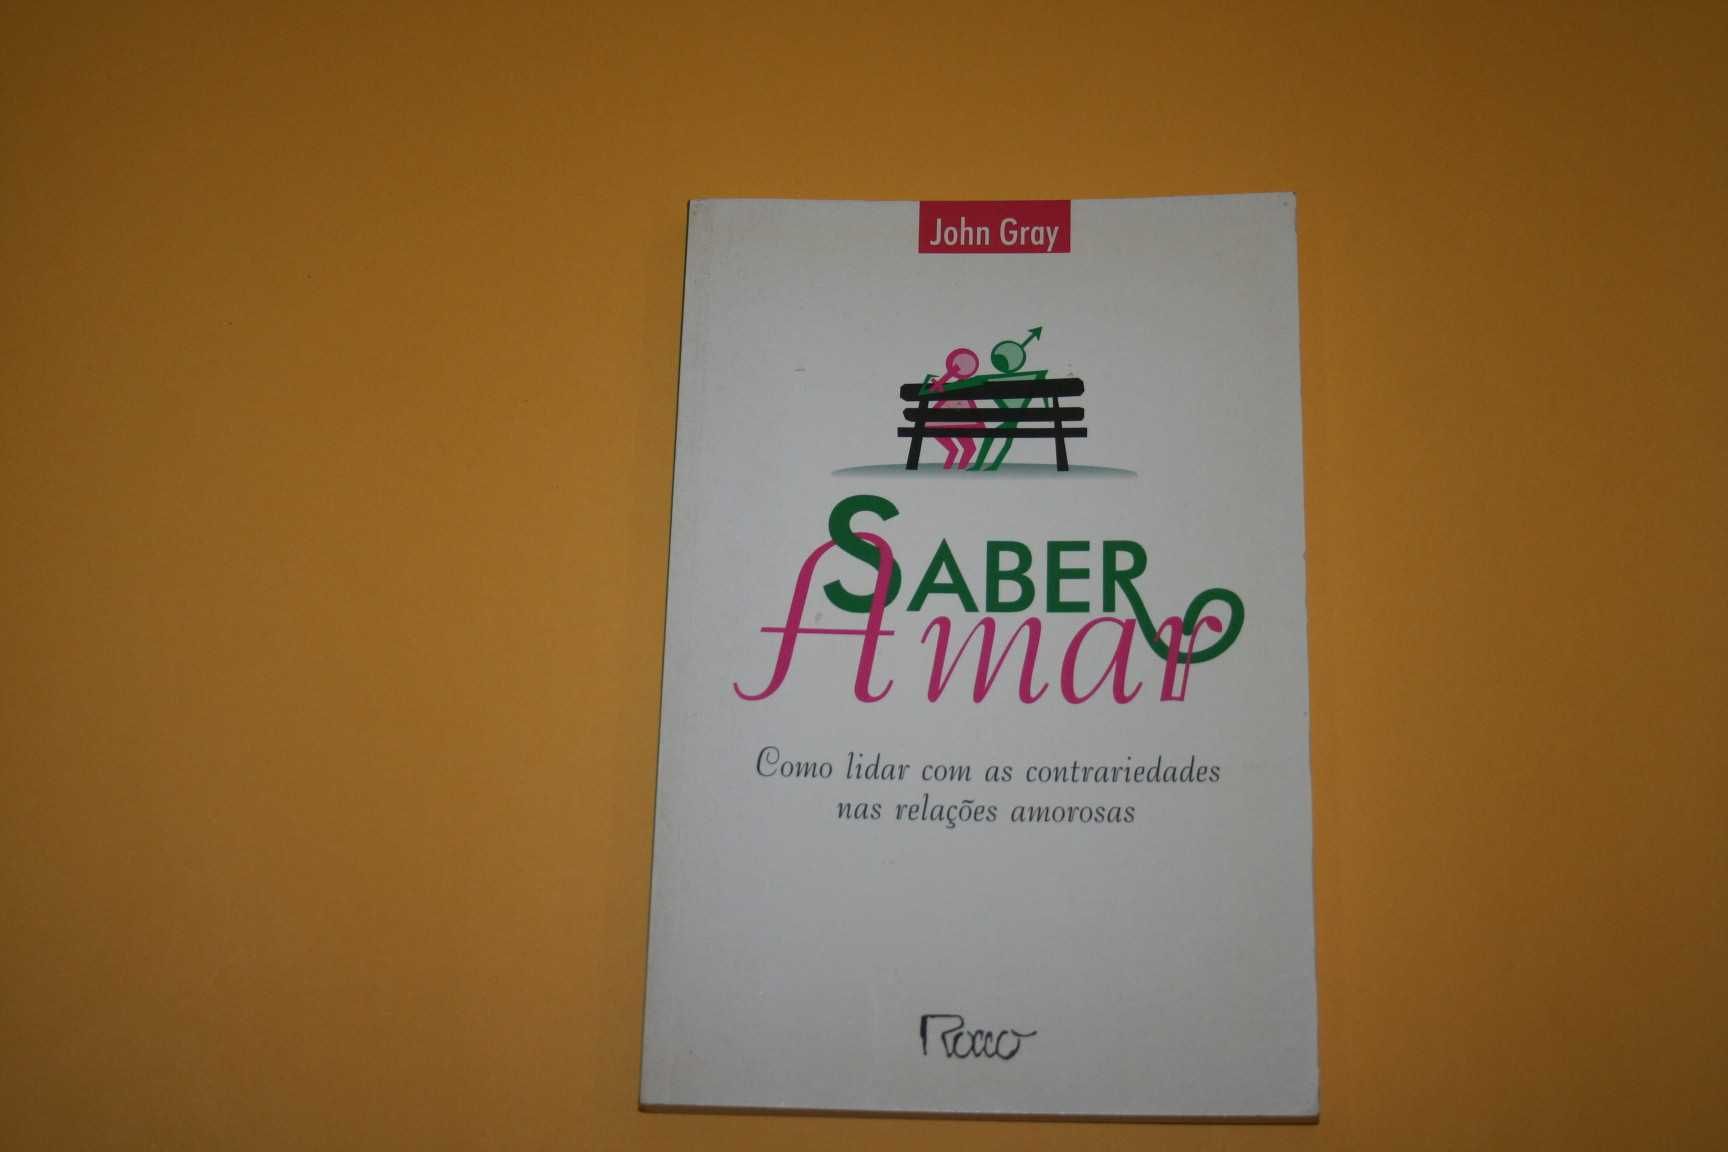 John Gray
SABER
Amar
Como lidar com as contrariedades
nas relações amorosas
Rocco